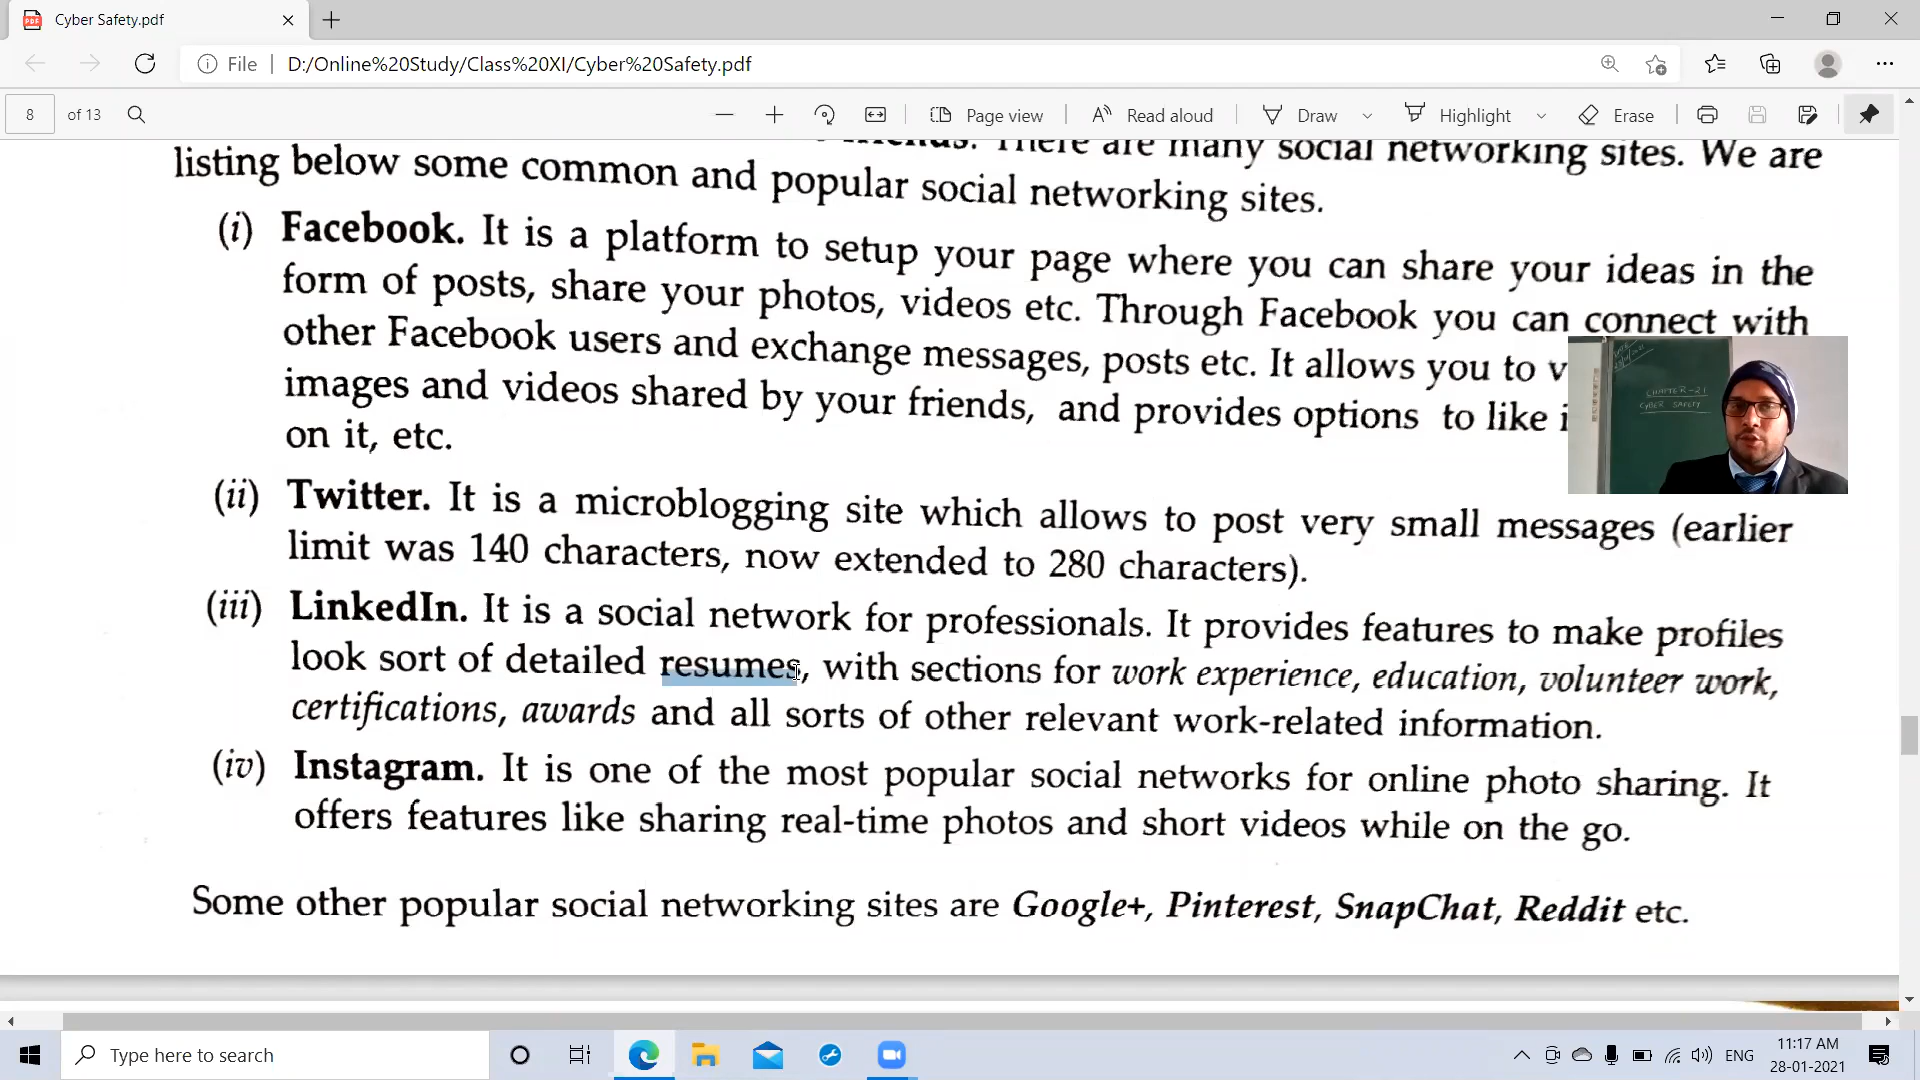 Cyber Safety.pdf
File
D:/Online%20Study/Class%20XI/Cyber%20Safety.pdf
8 of 13
Page view
Read aloud
Draw
Highlight
Erase
There are many social networking sites. We are
listing below some common and popular social networking sites.
(i) Facebook. It is a platform to setup your page where you can share your ideas in the
form of posts, share your photos, videos etc. Through Facebook you can connect with
other Facebook users and exchange messages, posts etc. It allows you to
images and videos shared by your friends, and provides options to like
on it, etc.
CHAPTER-21
CYBER SAFETY
(ii) Twitter. It is a microblogging site which allows to post very small messages (earlier
limit was 140 characters, now extended to 280 characters).
(iii) LinkedIn. It is a social network for professionals. It provides features to make profiles
look sort of detailed resumes, with sections for work experience, education, volunteer work,
certifications, awards and all sorts of other relevant work-related information.
(iv) Instagram. It is one of the most popular social networks for online photo sharing. It
offers features like sharing real-time photos and short videos while on the go.
Some other popular social networking sites are Google+, Pinterest, SnapChat, Reddit etc.
Type here to search
ENG
11:17 AM
28-01-2021